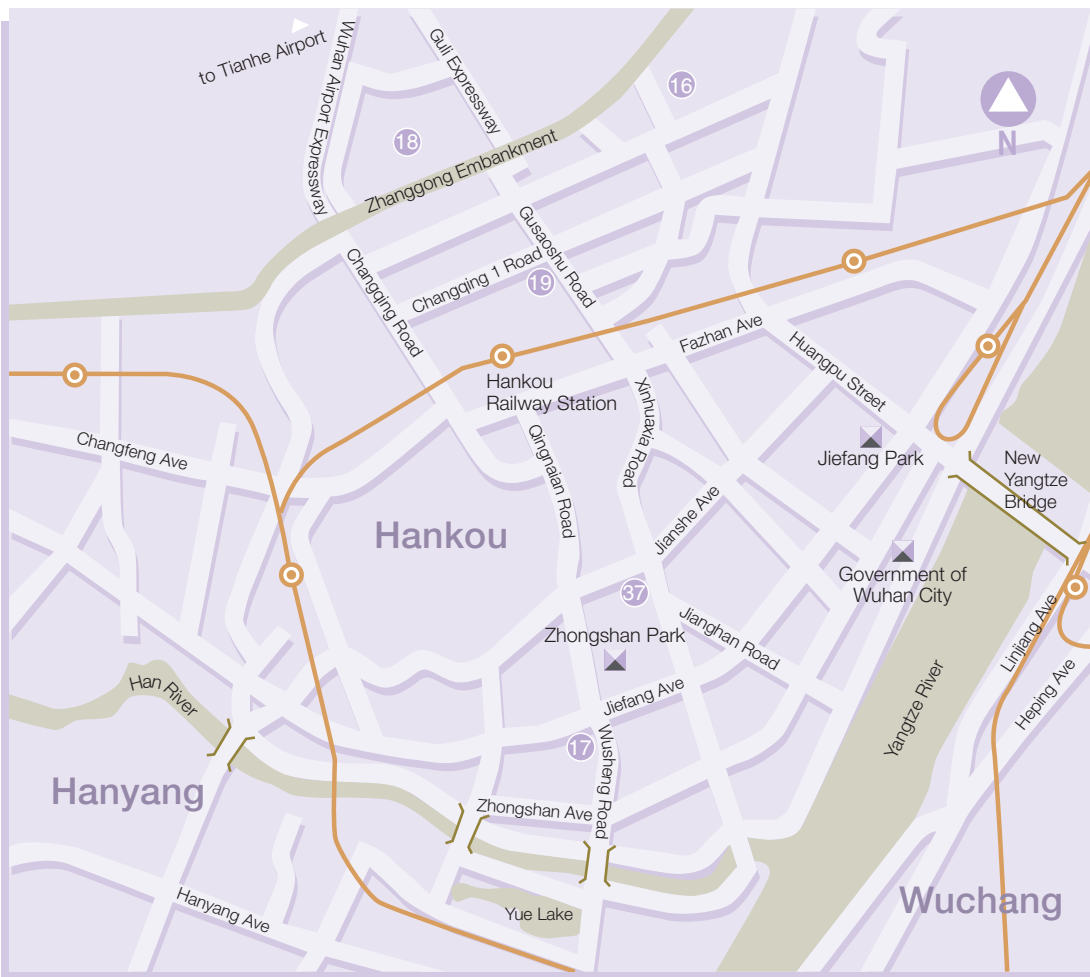 to Tianhe Airport
Wuhan Airport Expressway
Guli Expressway
16
N
18
Zhanggong Embankment
Gusaoshu Road
Changqing Road
Changqing 1 Road
19
Fazhan Ave
Huangpu Street
Hankou
Railway Station
Xinhuaxia Road
Qingnaian Road
Changfeng Ave
Jiefang Park
New
Yangtze
Bridge
Hankou
Jianshe Ave
Government of
Wuhan City
37
Jianghan Road
Zhongshan Park
Linjiang Ave
Heping Ave
Yangtze River
Han River
Jiefang Ave
17
Wusheng Road
Hanyang
Zhongshan Ave
Hanyang Ave
Yue Lake
Wuchang